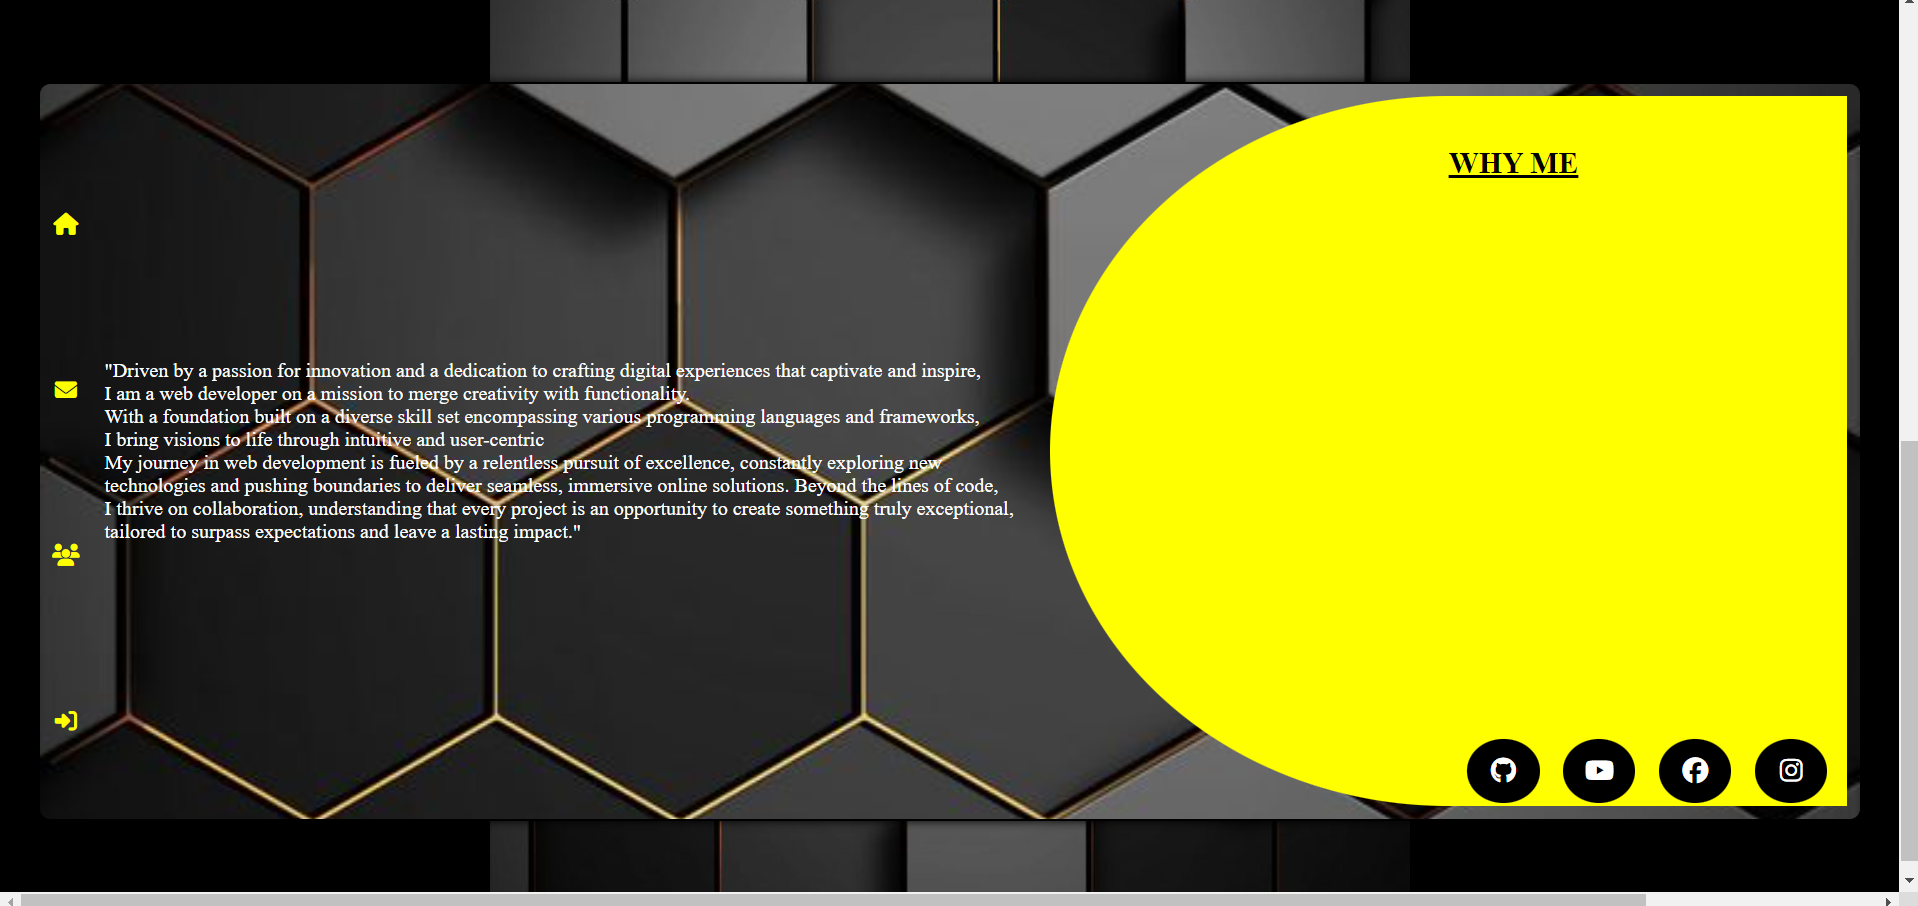 WHY ME
"Driven by a passion for innovation and a dedication to crafting digital experiences that captivate and inspire,
I am a web developer on a mission to merge creativity with functionality.
With a foundation built on a diverse skill set encompassing various programming languages and frameworks,
I bring visions to life through intuitive and user-centric
My journey in web development is fueled by a relentless pursuit of excellence, constantly exploring new
technologies and pushing boundaries to deliver seamless, immersive online solutions. Beyond the lines of code,
I thrive on collaboration, understanding that every project is an opportunity to create something truly exceptional,
tailored to surpass expectations and leave a lasting impact."